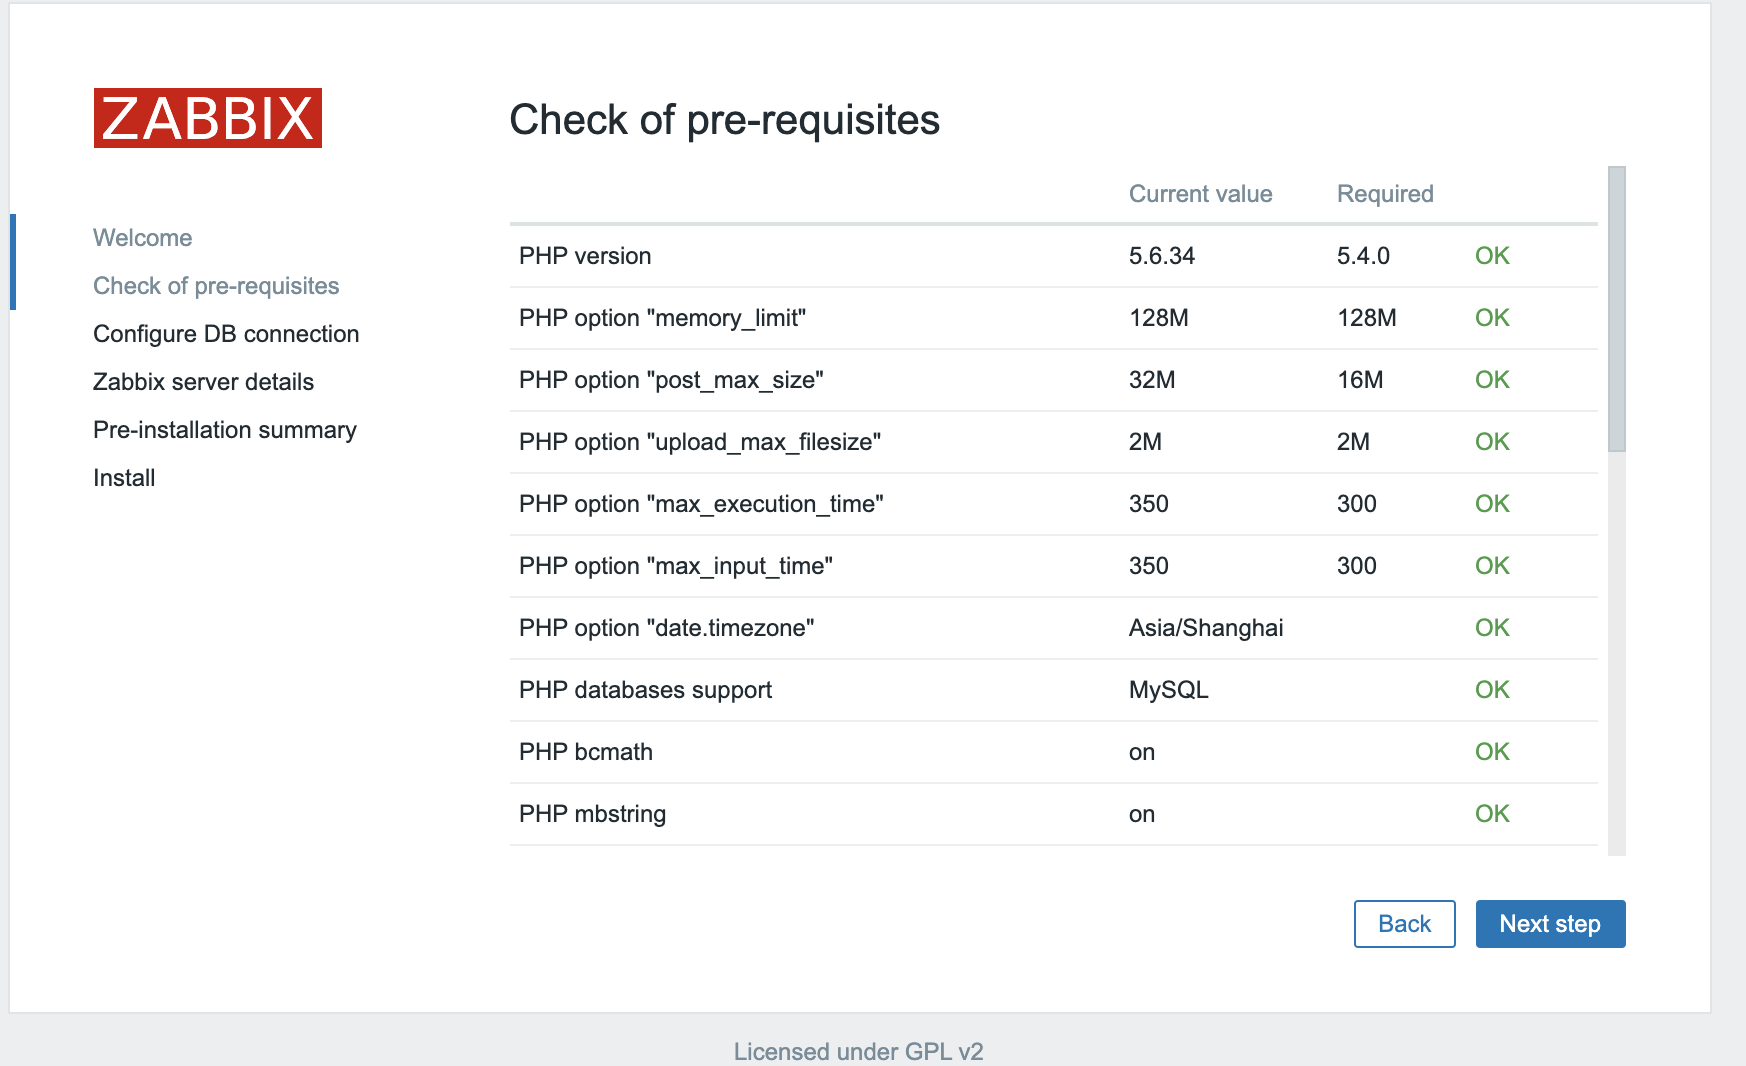 ZABBIX
Welcome
Check of pre-requisites
Configure DB connection
Zabbix server details
Pre-installation summary
Install
Check of pre-requisites
Current value Required
PHP version 5.6.34 5.4.0 OK
PHP option "memory_limit" 128M 128M OK
PHP option "post_max_size" 32M 16M OK
PHP option "upload_max_filesize" 2M 2M OK
PHP option "max_execution_time" 350 300 OK
PHP option "max_input_time" 350 300 OK
PHP option "date.timezone" Asia/Shanghai OK
PHP databases support MySQL OK
PHP bcmath on OK
PHP mbstring on OK
Back Next step
Licensed under GPL v2